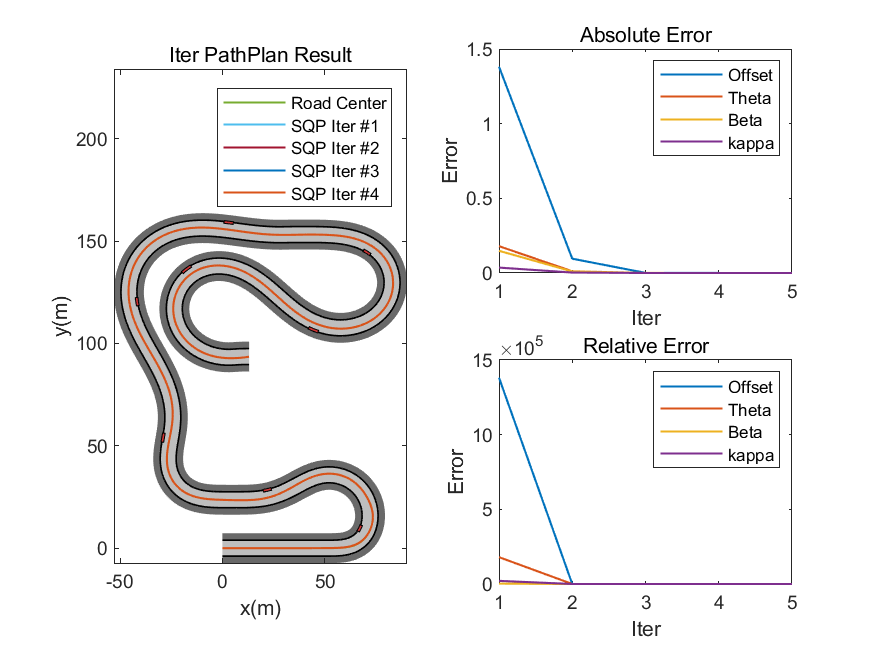 Iter PathPlan Result
200
150
100
50
0
-50
0
50
x(m)
y(m)
Road Center
SQP Iter #1
SQP Iter #2
SQP Iter #3
SQP Iter #4
Absolute Error
1.5
1
0.5
0
1
2
3
4
5
Iter
Error
Offset
Theta
Beta
kappa
Relative Error
×10^5
15
10
5
0
1
2
3
4
5
Iter
Error
Offset
Theta
Beta
kappa